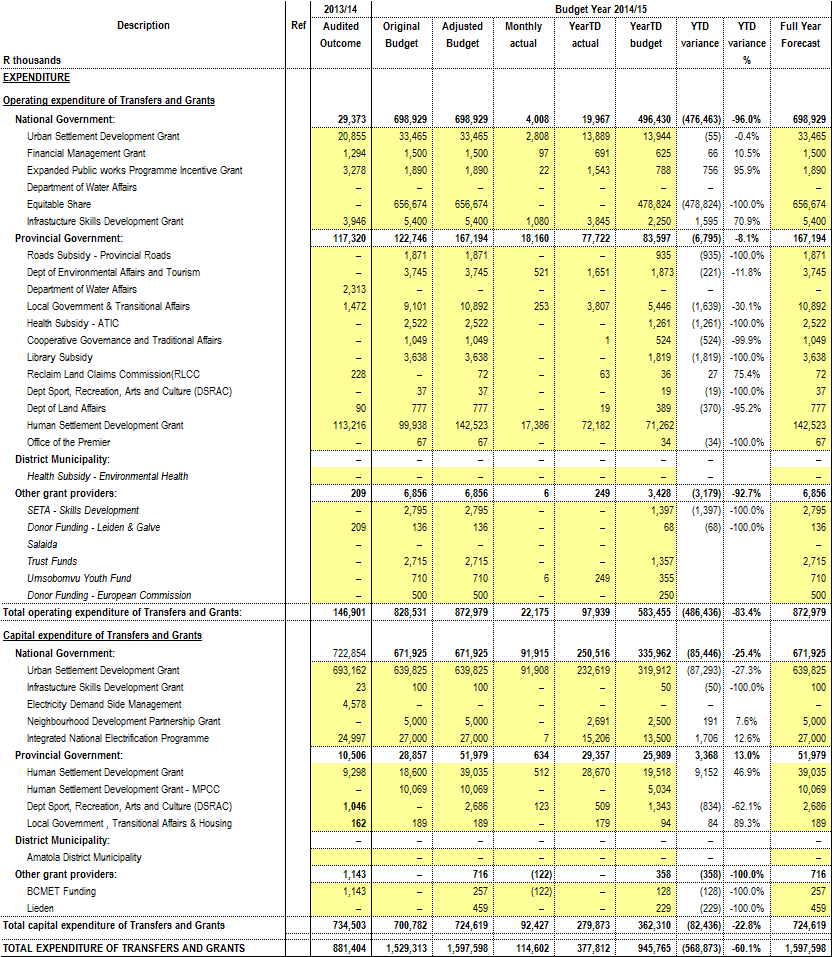 2013/14 Budget Year 2014/15
Description Ref Audited Original Adjusted Monthly YearTD YearTD YTD YTD Full Year
Outcome Budget Budget actual actual budget variance variance Forecast
R thousands %
EXPENDITURE
Operating expenditure of Transfers and Grants
National Government: 29,373 698,929 698,929 4,008 19,967 496,430 (476,463) -96.0% 698,929
Urban Settlement Development Grant 20,855 33,465 33,465 2,808 13,889 13,944 (55) -0.4% 33,465
Financial Management Grant 1,294 1,500 1,500 97 691 625 66 10.5% 1,500
Expanded Public works Programme Incentive Grant 3,278 1,890 1,890 22 1,543 788 756 95.9% 1,890
Department of Water Affairs – – – – – – – –
Equitable Share – 656,674 656,674 – – 478,824 (478,824) -100.0% 656,674
Infrastucture Skills Development Grant 3,946 5,400 5,400 1,080 3,845 2,250 1,595 70.9% 5,400
Provincial Government: 117,320 122,746 167,194 18,160 77,722 83,597 (6,795) -8.1% 167,194
Roads Subsidy - Provincial Roads – 1,871 1,871 – – 935 (935) -100.0% 1,871
Dept of Environmental Affairs and Tourism – 3,745 3,745 521 1,651 1,873 (221) -11.8% 3,745
Department of Water Affairs 2,313 – – – – – – –
Local Government & Transitional Affairs 1,472 9,101 10,892 253 3,807 5,446 (1,639) -30.1% 10,892
Health Subsidy - ATIC – 2,522 2,522 – – 1,261 (1,261) -100.0% 2,522
Cooperative Governance and Traditional Affairs – 1,049 1,049 1 524 (524) -99.9% 1,049
Library Subsidy – 3,638 3,638 – – 1,819 (1,819) -100.0% 3,638
Reclaim Land Claims Commission(RLCC 228 – 72 – 63 36 27 75.4% 72
Dept Sport, Recreation, Arts and Culture (DSRAC) – 37 37 – – 19 (19) -100.0% 37
Dept of Land Affairs 90 777 777 – 19 389 (370) -95.2% 777
Human Settlement Development Grant 113,216 99,938 142,523 17,386 72,182 71,262 142,523
Office of the Premier – 67 67 – – 34 (34) -100.0% 67
District Municipality: – – – – – – – –
Health Subsidy - Environmental Health – – – – – – – –
Other grant providers: 209 6,856 6,856 6 249 3,428 (3,179) -92.7% 6,856
SETA - Skills Development – 2,795 2,795 – – 1,397 (1,397) -100.0% 2,795
Donor Funding - Leiden & Galve 209 136 136 – – 68 (68) -100.0% 136
Salaida – – – – – – –
Trust Funds – 2,715 2,715 – – 1,357 2,715
Umsobomvu Youth Fund – 710 710 6 249 355 710
Donor Funding - European Commission – 500 500 – – 250 500
Total operating expenditure of Transfers and Grants: 146,901 828,531 872,979 22,175 97,939 583,455 (486,436) -83.4% 872,979
Capital expenditure of Transfers and Grants
National Government: 722,854 671,925 671,925 91,915 250,516 335,962 (85,446) -25.4% 671,925
Urban Settlement Development Grant 693,162 639,825 639,825 91,908 232,619 319,912 (87,293) -27.3% 639,825
Infrastucture Skills Development Grant 23 100 100 – – 50 (50) -100.0% 100
Electricity Demand Side Management 4,578 – – – – – – –
Neighbourhood Development Partnership Grant – 5,000 5,000 – 2,691 2,500 191 7.6% 5,000
Integrated National Electrification Programme 24,997 27,000 27,000 7 15,206 13,500 1,706 12.6% 27,000
Provincial Government: 10,506 28,857 51,979 634 29,357 25,989 3,368 13.0% 51,979
Human Settlement Development Grant 9,298 18,600 39,035 512 28,670 19,518 9,152 46.9% 39,035
Human Settlement Development Grant - MPCC – 10,069 10,069 – – 5,034 10,069
Dept Sport, Recreation, Arts and Culture (DSRAC) 1,046 – 2,686 123 509 1,343 (834) -62.1% 2,686
Local Government , Transitional Affairs & Housing 162 189 189 – 179 94 84 89.3% 189
District Municipality: – – – – – – – –
Amatola District Municipality – – – – – – – –
Other grant providers: 1,143 – 716 (122) – 358 (358) -100.0% 716
BCMET Funding 1,143 – 257 (122) – 128 (128) -100.0% 257
Lieden – – 459 – – 229 (229) -100.0% 459
Total capital expenditure of Transfers and Grants 734,503 700,782 724,619 92,427 279,873 362,310 (82,436) -22.8% 724,619
TOTAL EXPENDITURE OF TRANSFERS AND GRANTS 881,404 1,529,313 1,597,598 114,602 377,812 945,765 (568,873) -60.1% 1,597,598